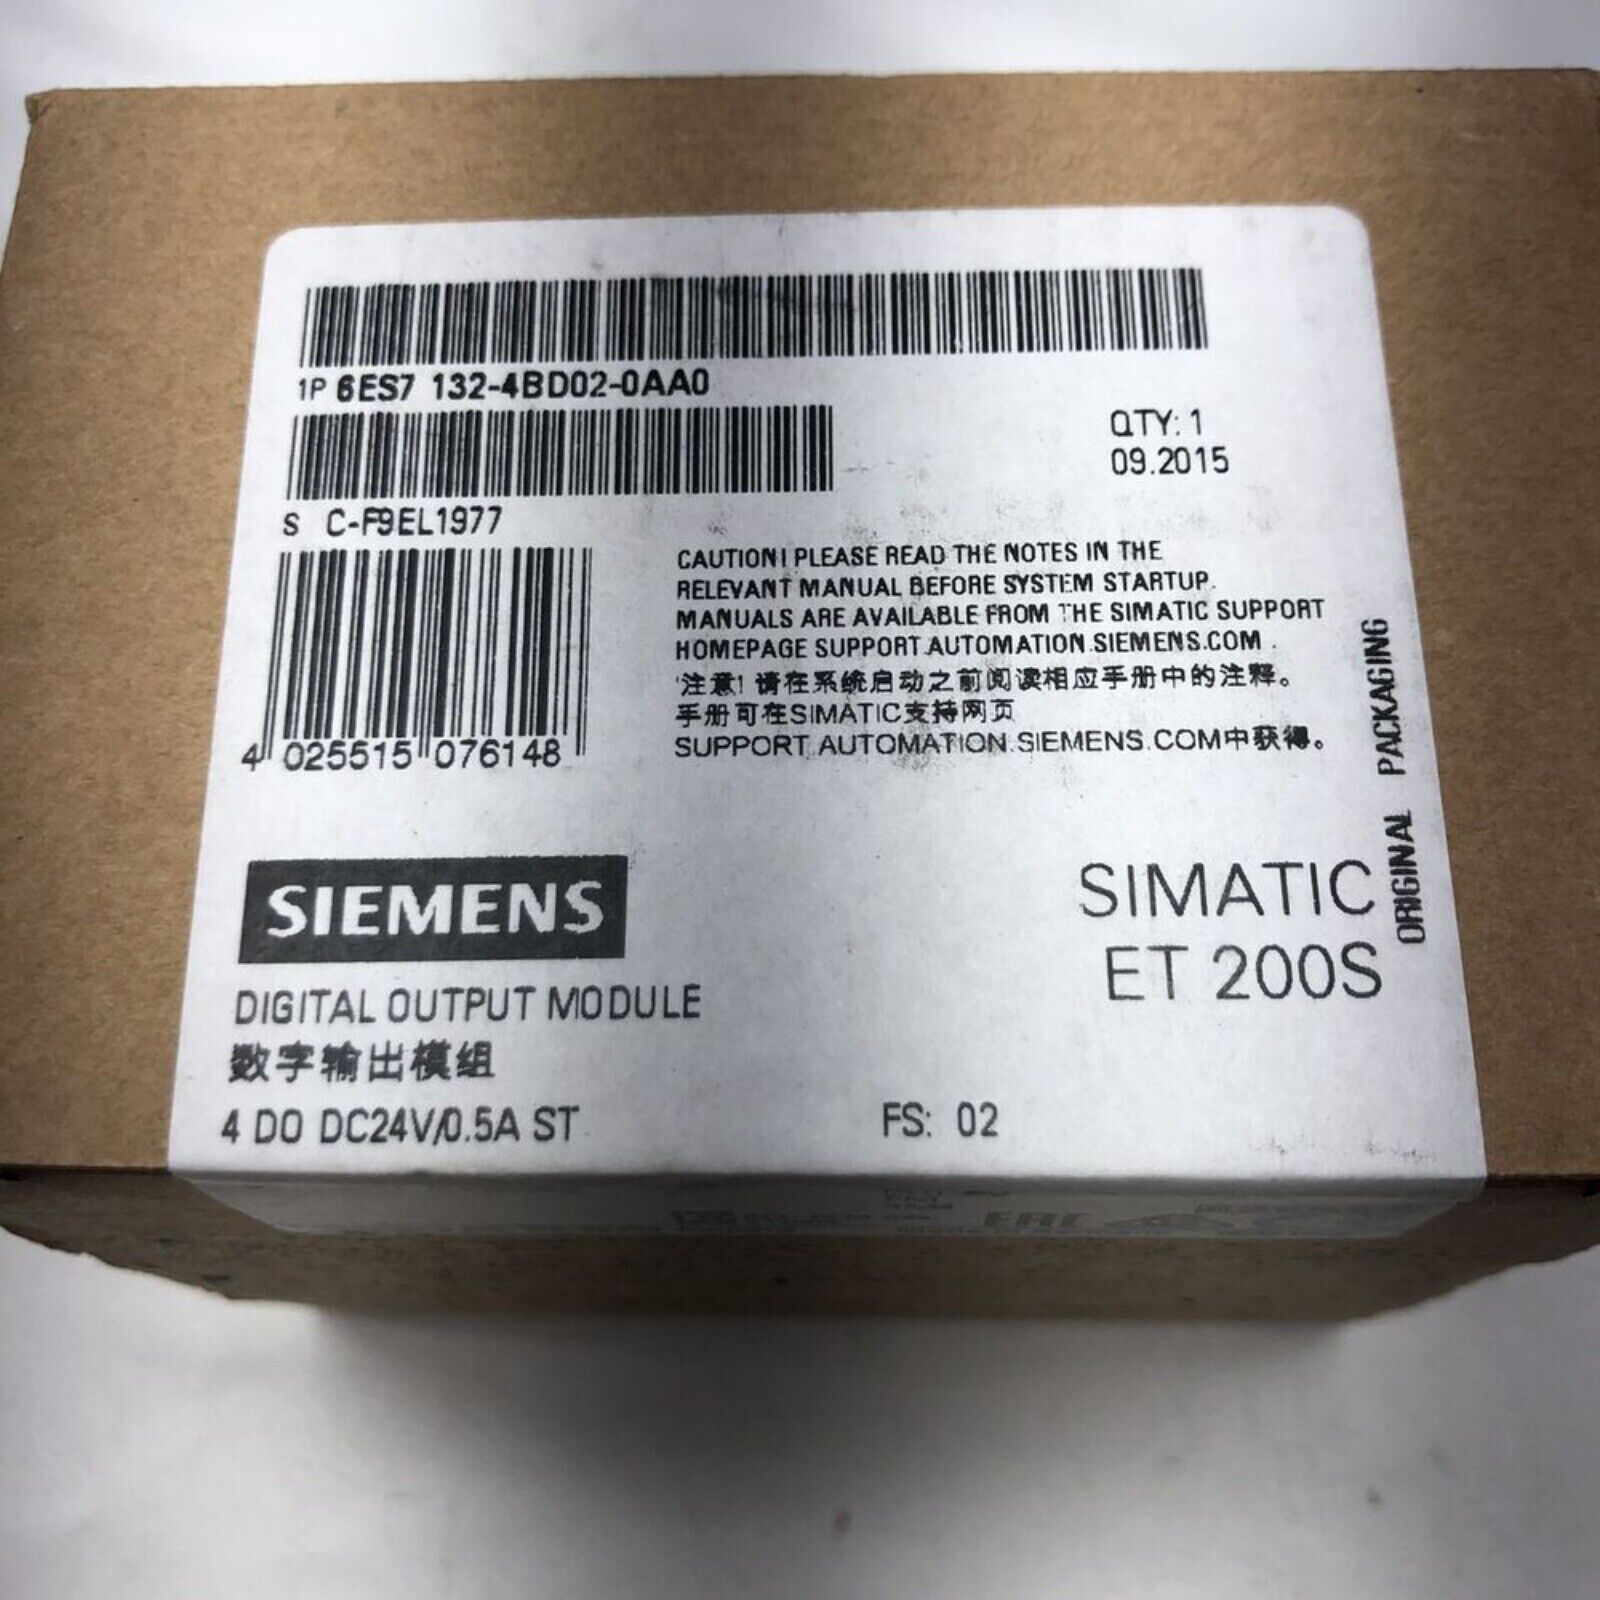 1P 6ES7 132-4BD02-0AA0
QTY: 1
09.2015
S C-F9EL1977
CAUTION! PLEASE READ THE NOTES IN THE
RELEVANT MANUAL BEFORE SYSTEM STARTUP.
MANUALS ARE AVAILABLE FROM THE SIMATIC SUPPORT
HOMEPAGE SUPPORT.AUTOMATION.SIEMENS.COM.
注意! 请在系统启动之前阅读相应手册中的注释。
手册可在SIMATIC支持网页
SUPPORT.AUTOMATION.SIEMENS.COM中获得。
4 025515 076148
ORIGINAL PACKAGING
SIEMENS
SIMATIC
ET 200S
DIGITAL OUTPUT MODULE
数字输出模组
4 DO DC24V/0.5A ST
FS: 02
EAC